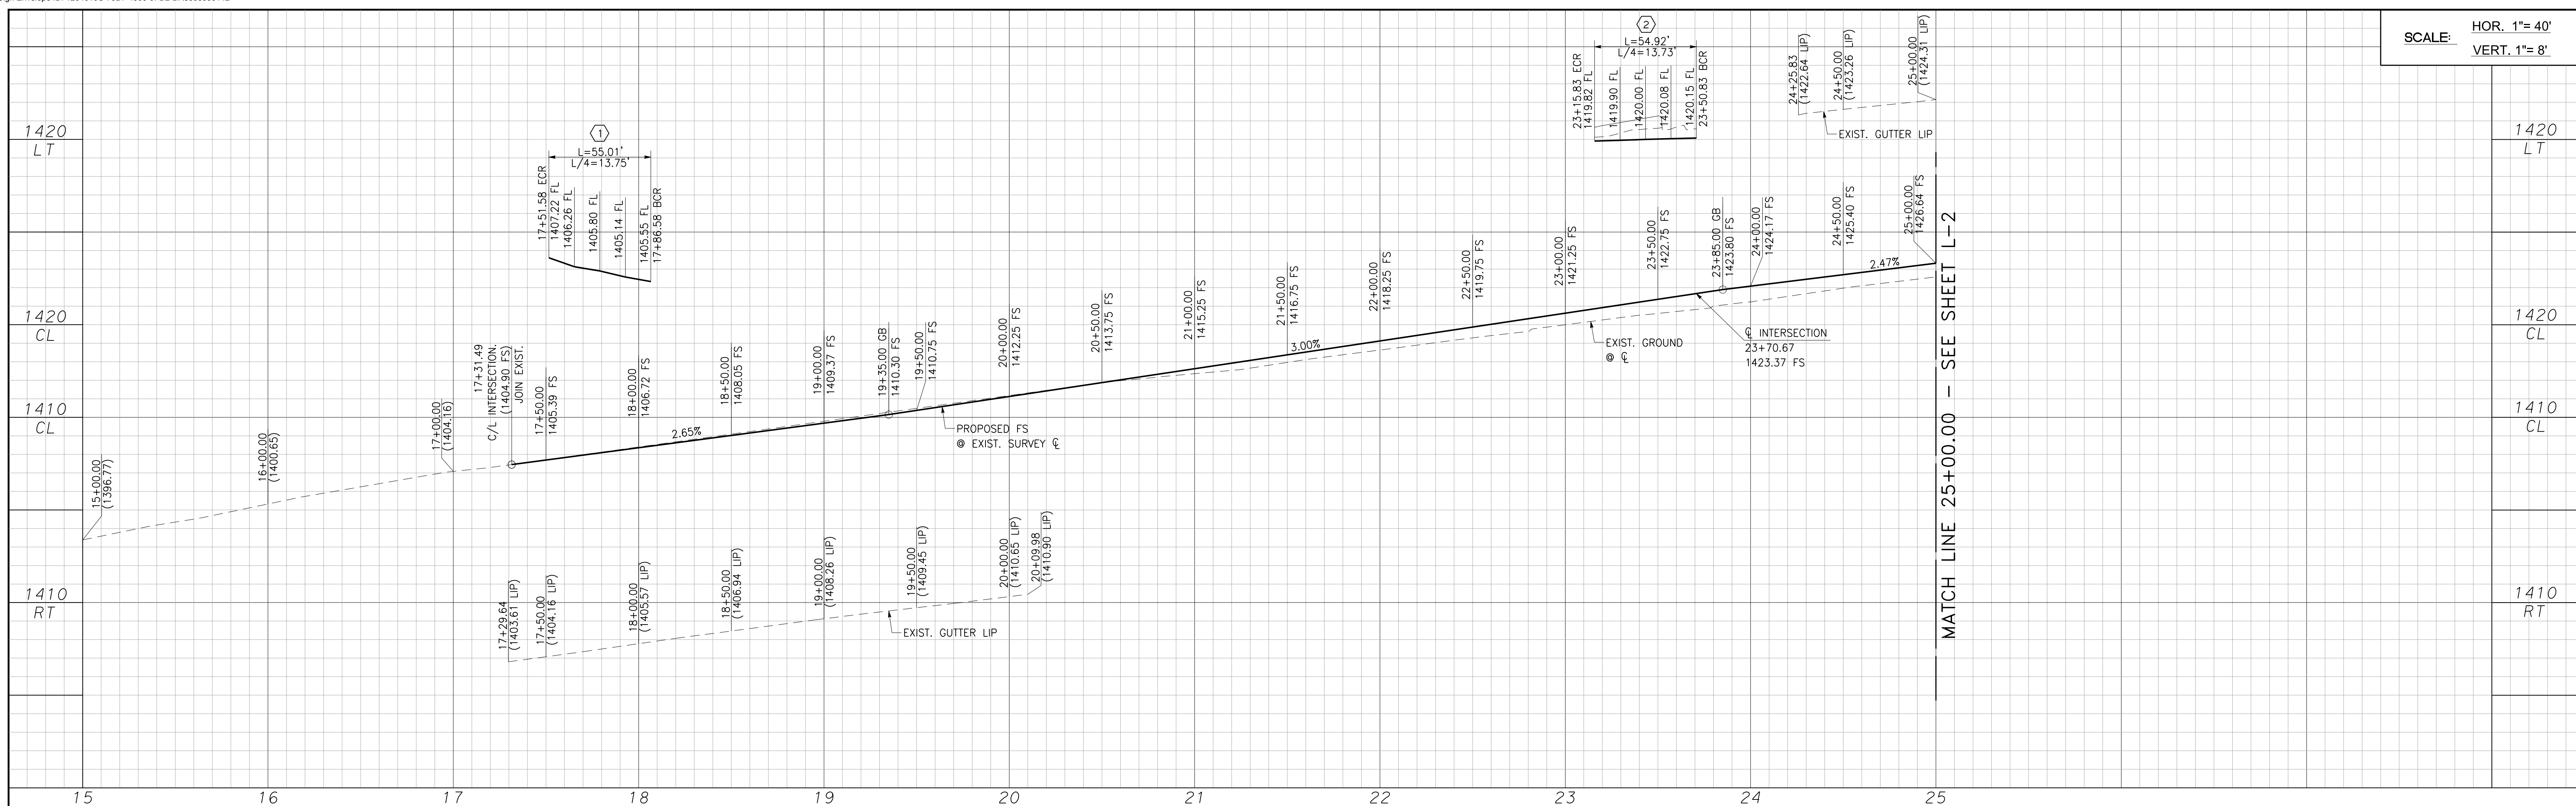 SCALE:
HOR. 1"= 40'
VERT. 1"= 8'
1420
LT
1420
CL
1410
CL
1410
RT
1
L=55.01'
L/4=13.75'
17+51.58 ECR
1407.22 FL
1406.26 FL
1405.80 FL
1405.14 FL
1405.55 FL
17+86.58 BCR
2
L=54.92'
L/4=13.73'
23+15.83 ECR
1419.82 FL
1419.90 FL
1420.00 FL
1420.08 FL
1420.15 FL
23+50.83 BCR
24+25.83
(1422.64 LIP)
24+50.00
(1423.26 LIP)
25+00.00
(1424.31 LIP)
EXIST. GUTTER LIP
15+00.00
(1396.77)
16+00.00
(1400.65)
17+00.00
(1404.16)
17+31.49
C/L INTERSECTION.
(1404.90 FS)
JOIN EXIST.
17+50.00
1405.39 FS
18+00.00
1406.72 FS
2.65%
18+50.00
1408.05 FS
19+00.00
1409.37 FS
19+35.00 GB
1410.30 FS
19+50.00
1410.75 FS
PROPOSED FS
@ EXIST. SURVEY ℄
20+00.00
1412.25 FS
20+50.00
1413.75 FS
21+00.00
1415.25 FS
21+50.00
1416.75 FS
3.00%
22+00.00
1418.25 FS
22+50.00
1419.75 FS
23+00.00
1421.25 FS
EXIST. GROUND
@ ℄
23+50.00
1422.75 FS
℄ INTERSECTION
23+70.67
1423.37 FS
23+85.00 GB
1423.80 FS
24+00.00
1424.17 FS
24+50.00
1425.40 FS
2.47%
25+00.00
1426.64 FS
MATCH LINE 25+00.00 - SEE SHEET L-2
17+29.64
(1403.61 LIP)
17+50.00
(1404.16 LIP)
18+00.00
(1405.57 LIP)
18+50.00
(1406.94 LIP)
19+00.00
(1408.26 LIP)
19+50.00
(1409.45 LIP)
20+00.00
(1410.65 LIP)
20+09.98
(1410.90 LIP)
EXIST. GUTTER LIP
1420
LT
1420
CL
1410
CL
1410
RT
15 16 17 18 19 20 21 22 23 24 25